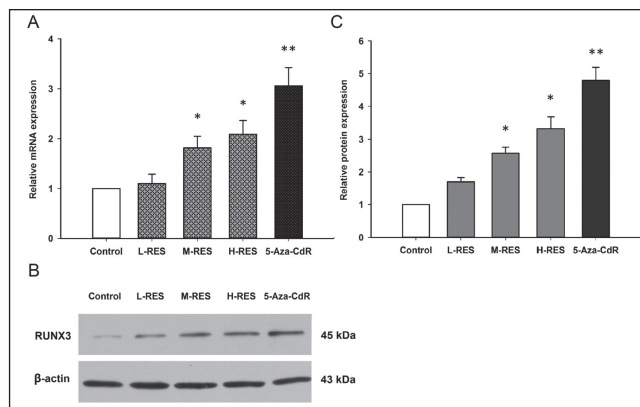 A
Relative mRNA expression
4
3
2
1
0
*
*
**
Control L-RES M-RES H-RES 5-Aza-CdR
C
Relative protein expression
6
5
4
3
2
1
0
*
*
**
Control L-RES M-RES H-RES 5-Aza-CdR
B
Control L-RES M-RES H-RES 5-Aza-CdR
RUNX3 45 kDa
β-actin 43 kDa